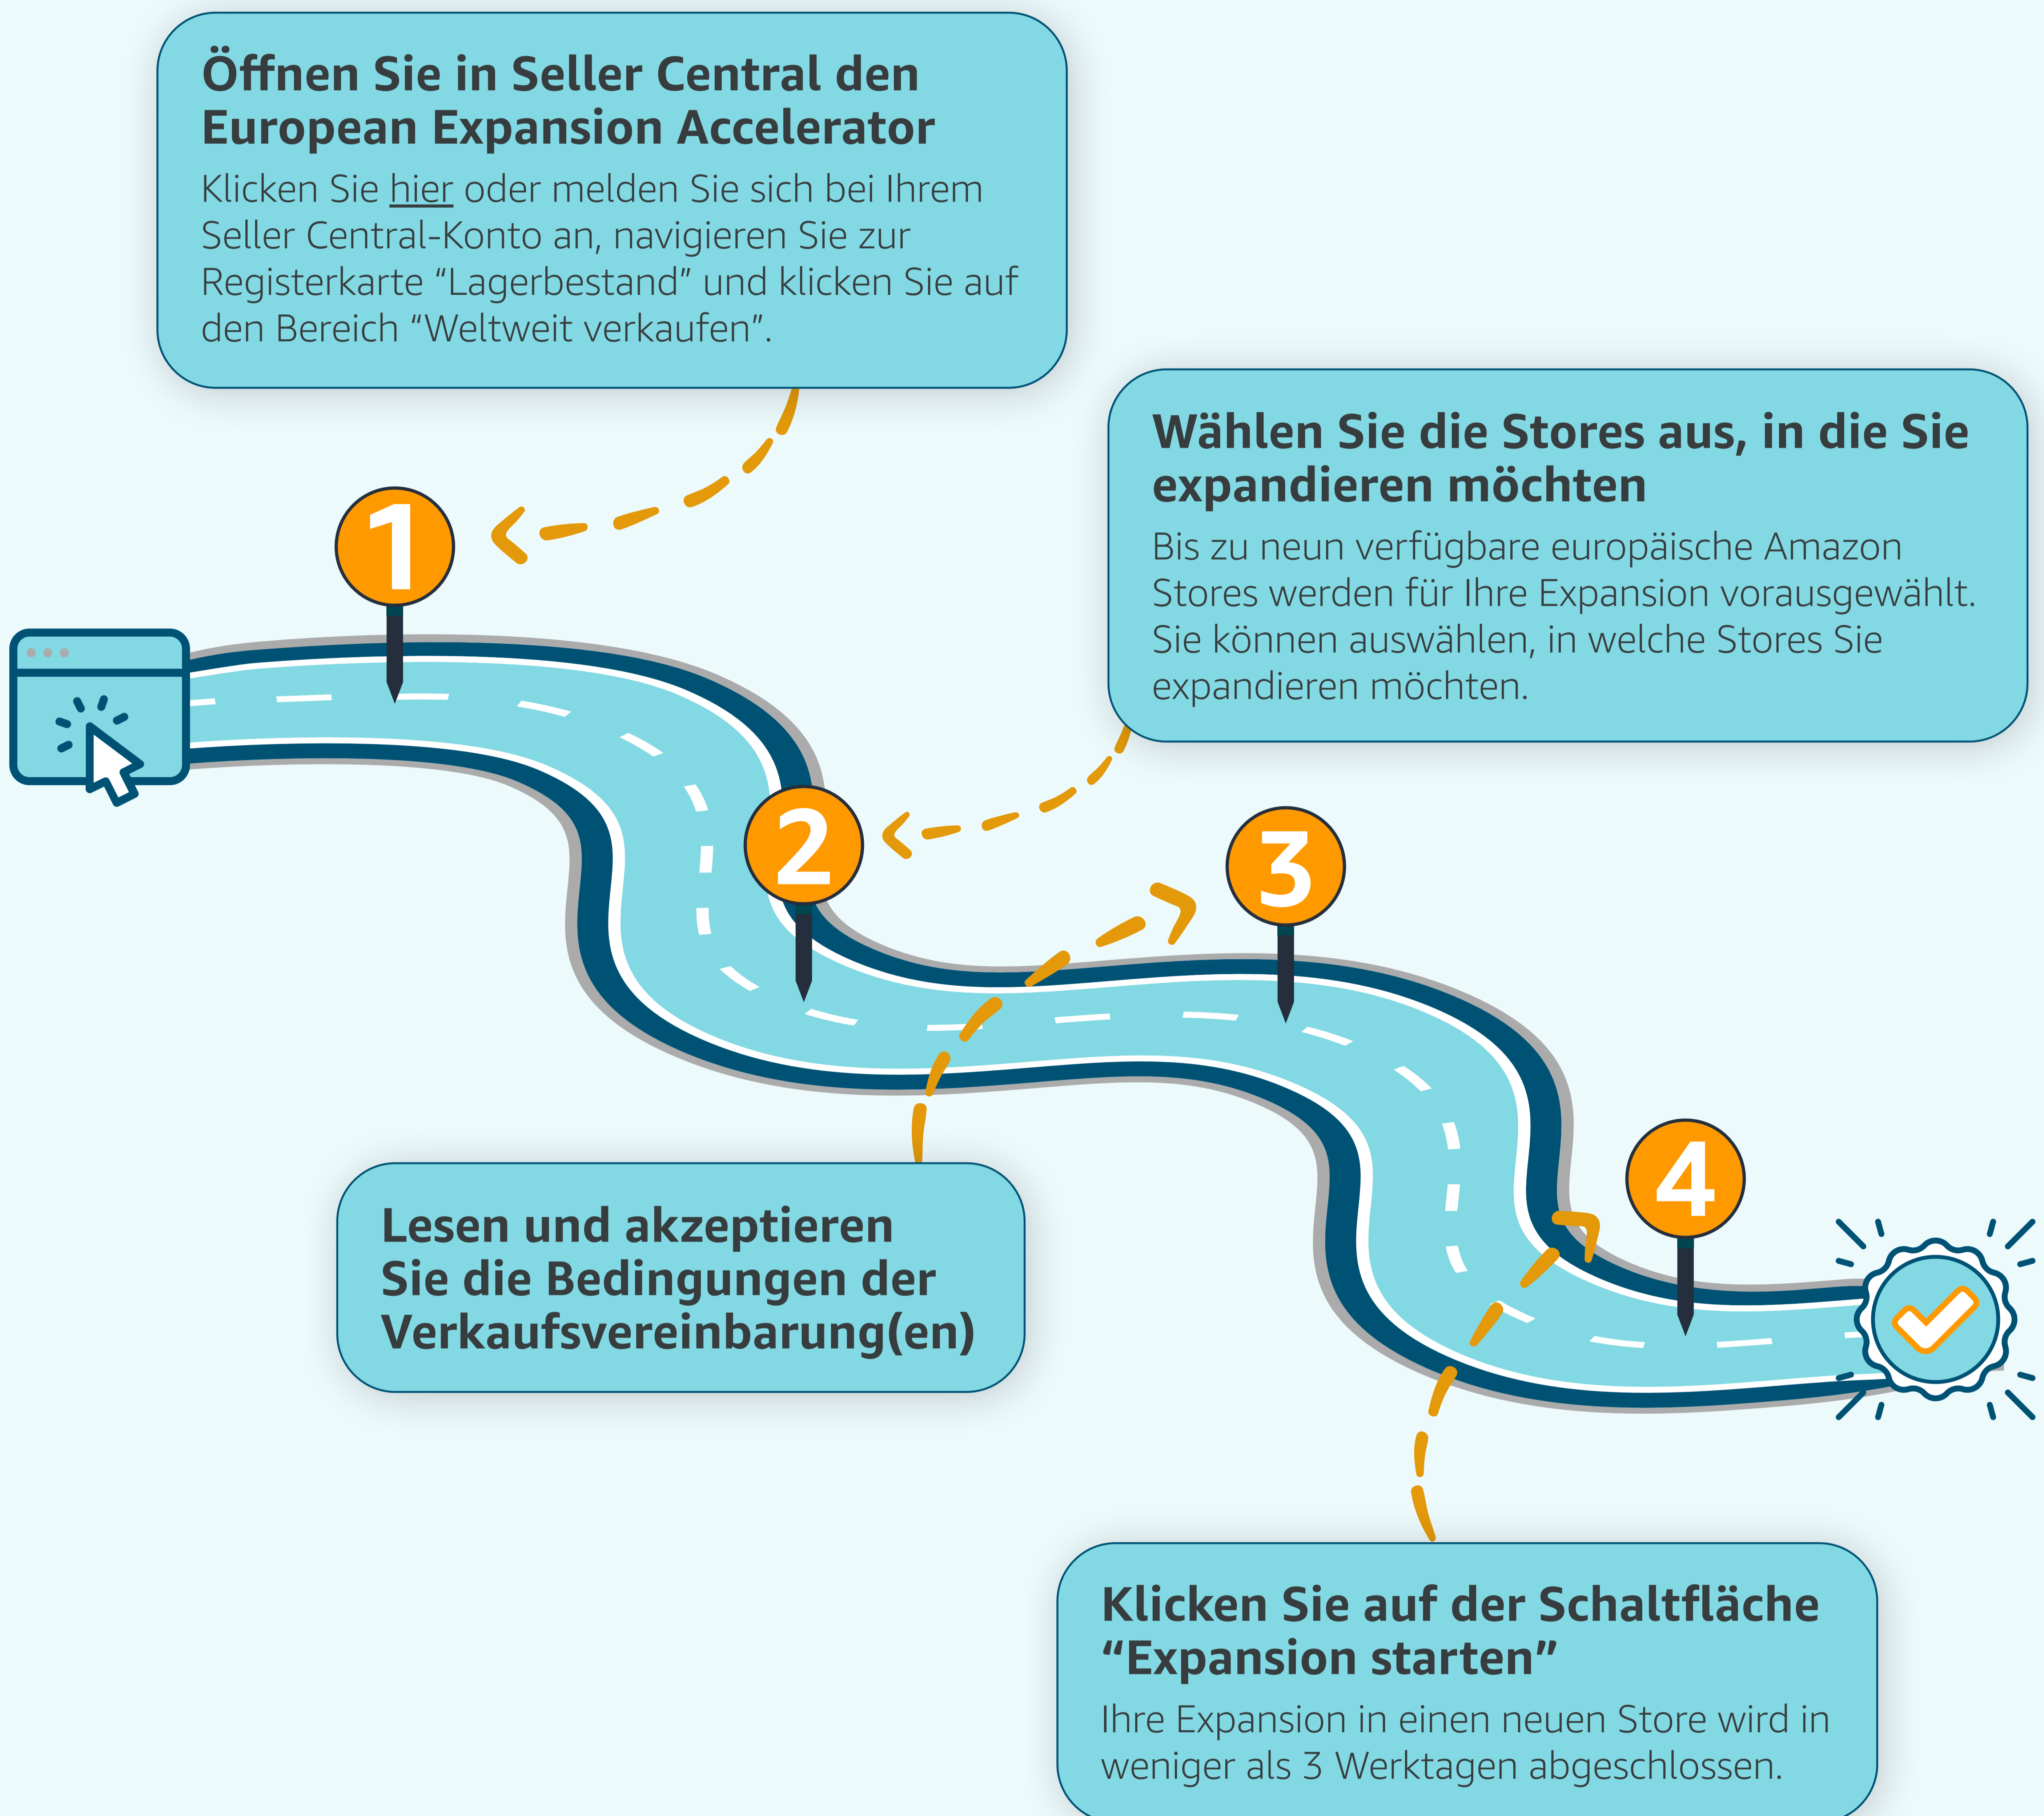 Öffnen Sie in Seller Central den
European Expansion Accelerator
Klicken Sie hier oder melden Sie sich bei Ihrem
Seller Central-Konto an, navigieren Sie zur
Registerkarte “Lagerbestand” und klicken Sie auf
den Bereich “Weltweit verkaufen”.
1
Wählen Sie die Stores aus, in die Sie
expandieren möchten
Bis zu neun verfügbare europäische Amazon
Stores werden für Ihre Expansion vorausgewählt.
Sie können auswählen, in welche Stores Sie
expandieren möchten.
2
3
Lesen und akzeptieren
Sie die Bedingungen der
Verkaufsvereinbarung(en)
4
Klicken Sie auf der Schaltfläche
“Expansion starten”
Ihre Expansion in einen neuen Store wird in
weniger als 3 Werktagen abgeschlossen.